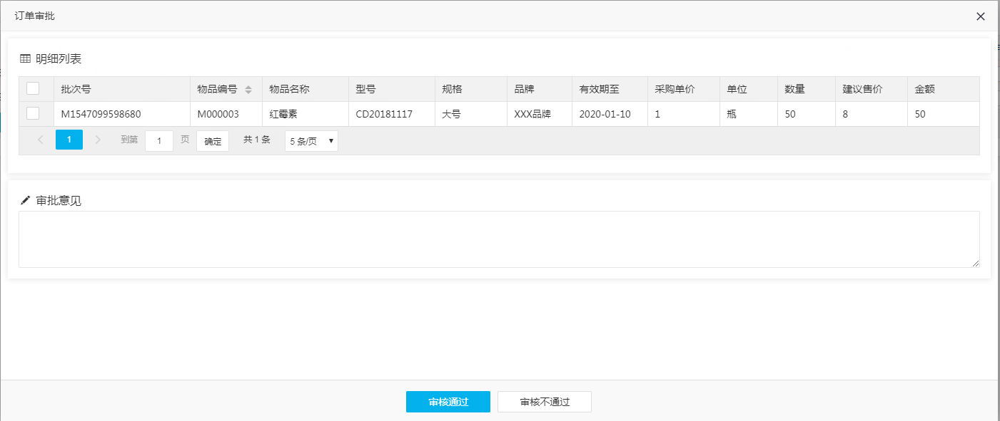 订单审批
明细列表
批次号 物品编号 物品名称 型号 规格 品牌 有效期至 采购单价 单位 数量 建议售价 金额
M1547099598680 M000003 红霉素 CD20181117 大号 XXX品牌 2020-01-10 1 瓶 50 8 50
1 到第 1 页 确定 共 1 条 5 条/页
审批意见
审核通过 审核不通过